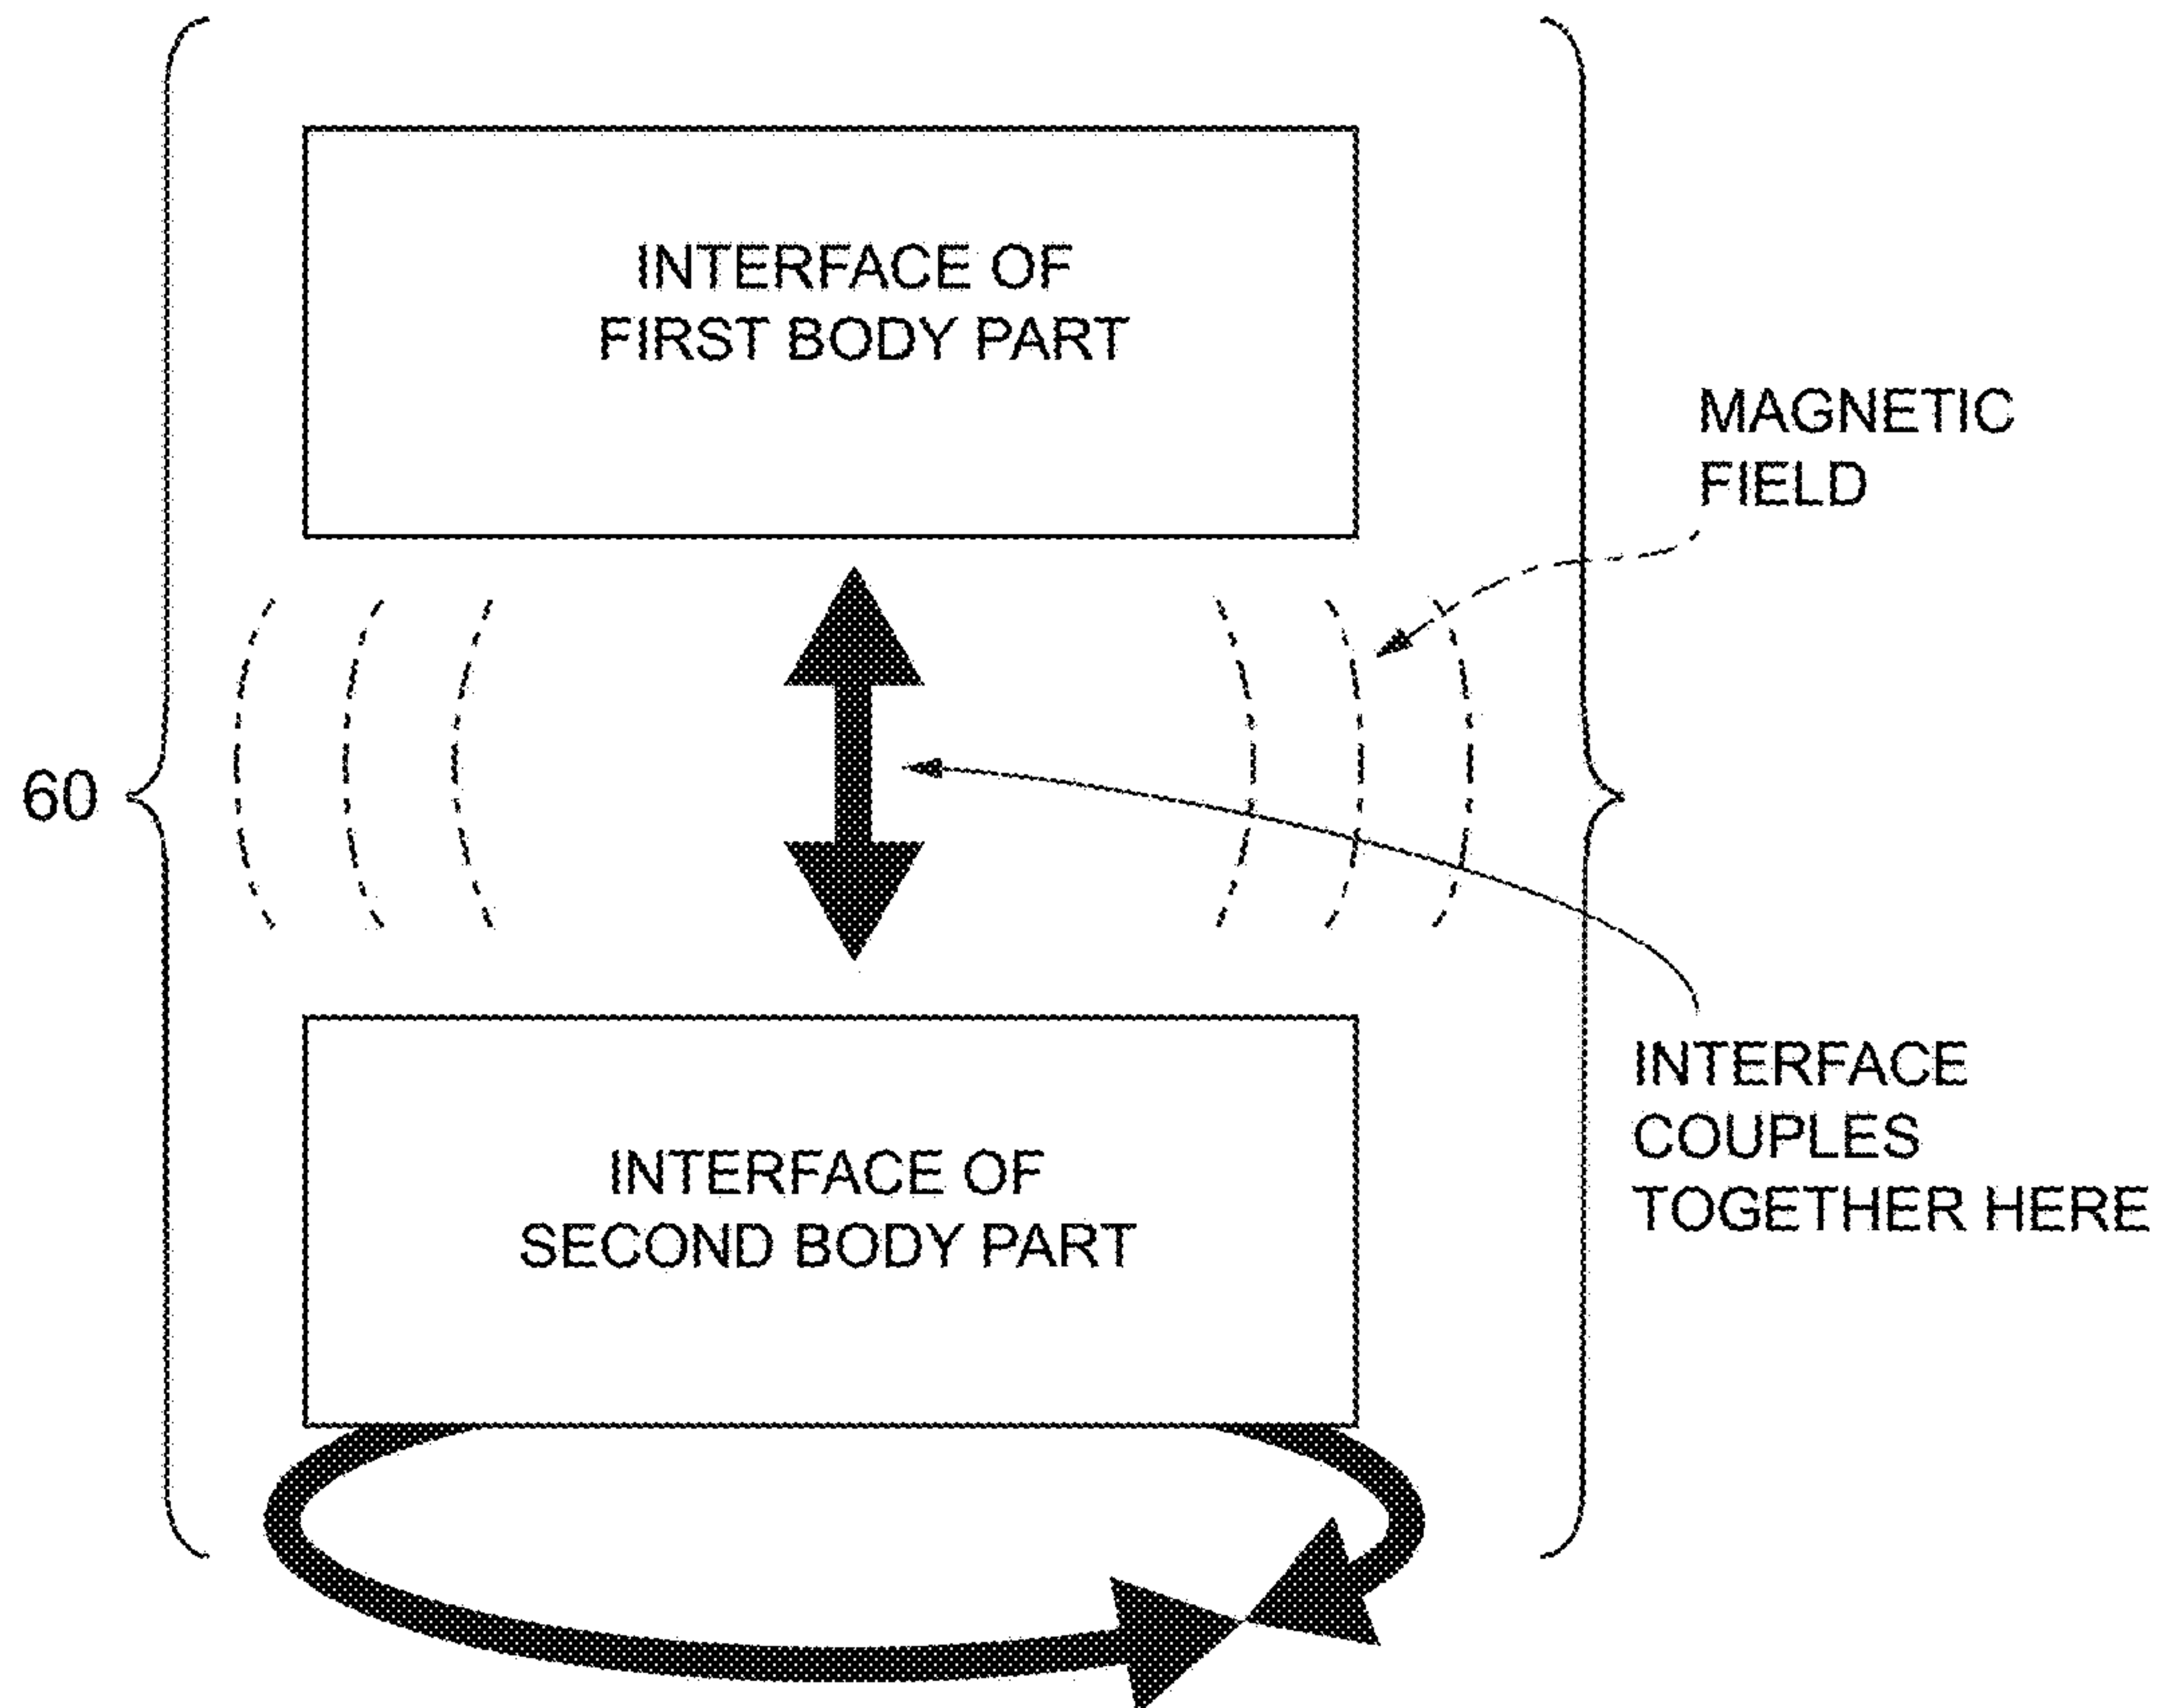 INTERFACE OF
FIRST BODY PART
MAGNETIC
FIELD
60
INTERFACE
COUPLES
TOGETHER HERE
INTERFACE OF
SECOND BODY PART